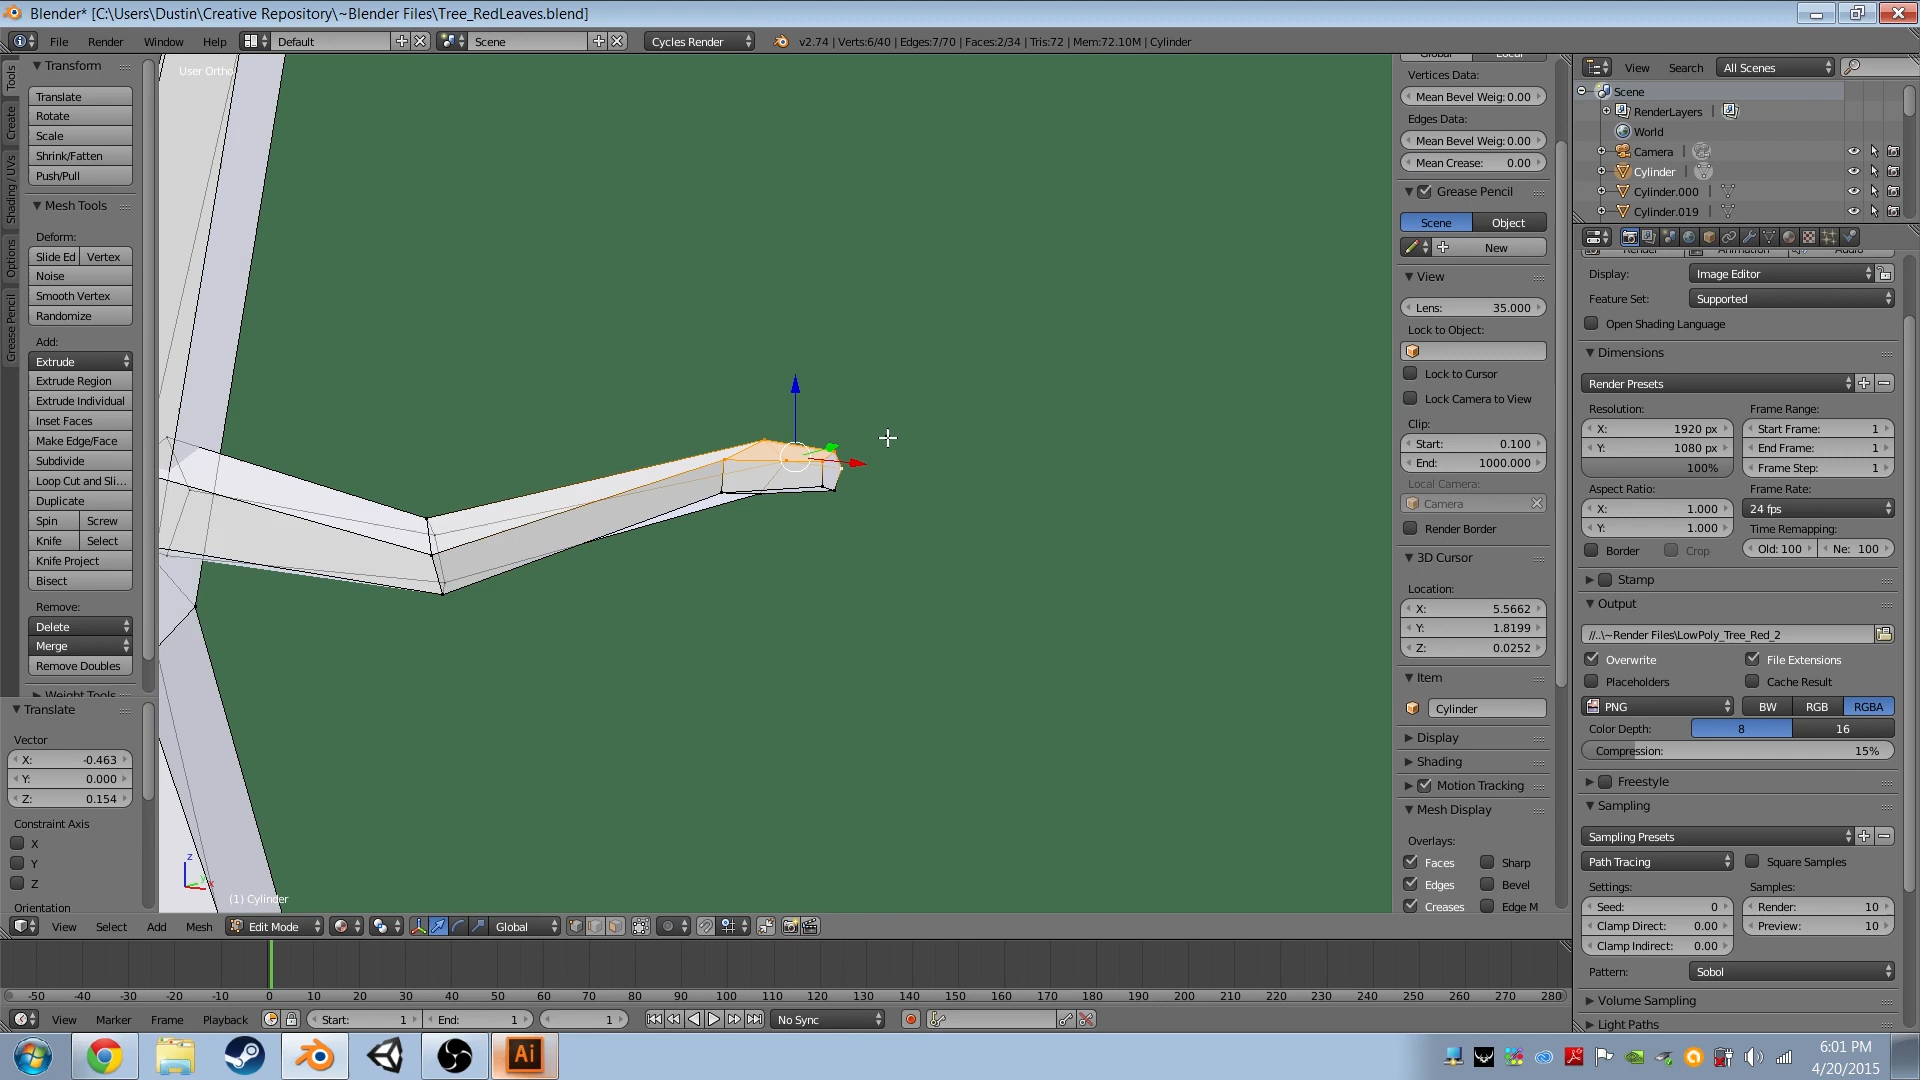 Blender* [C:\Users\Dustin\Creative Repository\~Blender Files\Tree_RedLeaves.blend]
File Render Window Help Default Scene Cycles Render v2.74 | Verts:6/40 | Edges:7/70 | Faces:2/34 | Tris:72 | Mem:72.10M | Cylinder
Tools
Create
Shading / UVs
Options
Grease Pencil
Transform
Translate
Rotate
Scale
Shrink/Fatten
Push/Pull
Mesh Tools
Deform:
Slide Ed Vertex
Noise
Smooth Vertex
Randomize
Add:
Extrude
Extrude Region
Extrude Individual
Inset Faces
Make Edge/Face
Subdivide
Loop Cut and Sli...
Duplicate
Spin Screw
Knife Select
Knife Project
Bisect
Remove:
Delete
Merge
Remove Doubles
Weight Tools
Translate
Vector
X: -0.463
Y: 0.000
Z: 0.154
Constraint Axis
X
Y
Z
Orientation
User Ortho
z
x
(1) Cylinder
Global Local
Vertices Data:
Mean Bevel Weig: 0.00
Edges Data:
Mean Bevel Weig: 0.00
Mean Crease: 0.00
Grease Pencil
Scene Object
New
View
Lens: 35.000
Lock to Object:
Lock to Cursor
Lock Camera to View
Clip:
Start: 0.100
End: 1000.000
Local Camera:
Camera
Render Border
3D Cursor
Location:
X: 5.5662
Y: 1.8199
Z: 0.0252
Item
Cylinder
Display
Shading
Motion Tracking
Mesh Display
Overlays:
Faces Sharp
Edges Bevel
Creases Edge M
View Search All Scenes
Scene
RenderLayers |
World
Camera |
Cylinder |
Cylinder.000 |
Cylinder.019 |
Render Animation Audio
Display: Image Editor
Feature Set: Supported
Open Shading Language
Dimensions
Render Presets
Resolution: Frame Range:
X: 1920 px Start Frame: 1
Y: 1080 px End Frame: 1
100% Frame Step: 1
Aspect Ratio: Frame Rate:
X: 1.000 24 fps
Y: 1.000 Time Remapping:
Border Crop Old: 100 Ne: 100
Stamp
Output
//..\~Render Files\LowPoly_Tree_Red_2
Overwrite File Extensions
Placeholders Cache Result
PNG BW RGB RGBA
Color Depth: 8 16
Compression: 15%
Freestyle
Sampling
Sampling Presets
Path Tracing Square Samples
Settings: Samples:
Seed: 0 Render: 10
Clamp Direct: 0.00 Preview: 10
Clamp Indirect: 0.00
Pattern: Sobol
Volume Sampling
Light Paths
View Select Add Mesh Edit Mode Global
-50 -40 -30 -20 -10 0 10 20 30 40 50 60 70 80 90 100 110 120 130 140 150 160 170 180 190 200 210 220 230 240 250 260 270 280
View Marker Frame Playback Start: 1 End: 1 1 No Sync
Ai
6:01 PM
4/20/2015